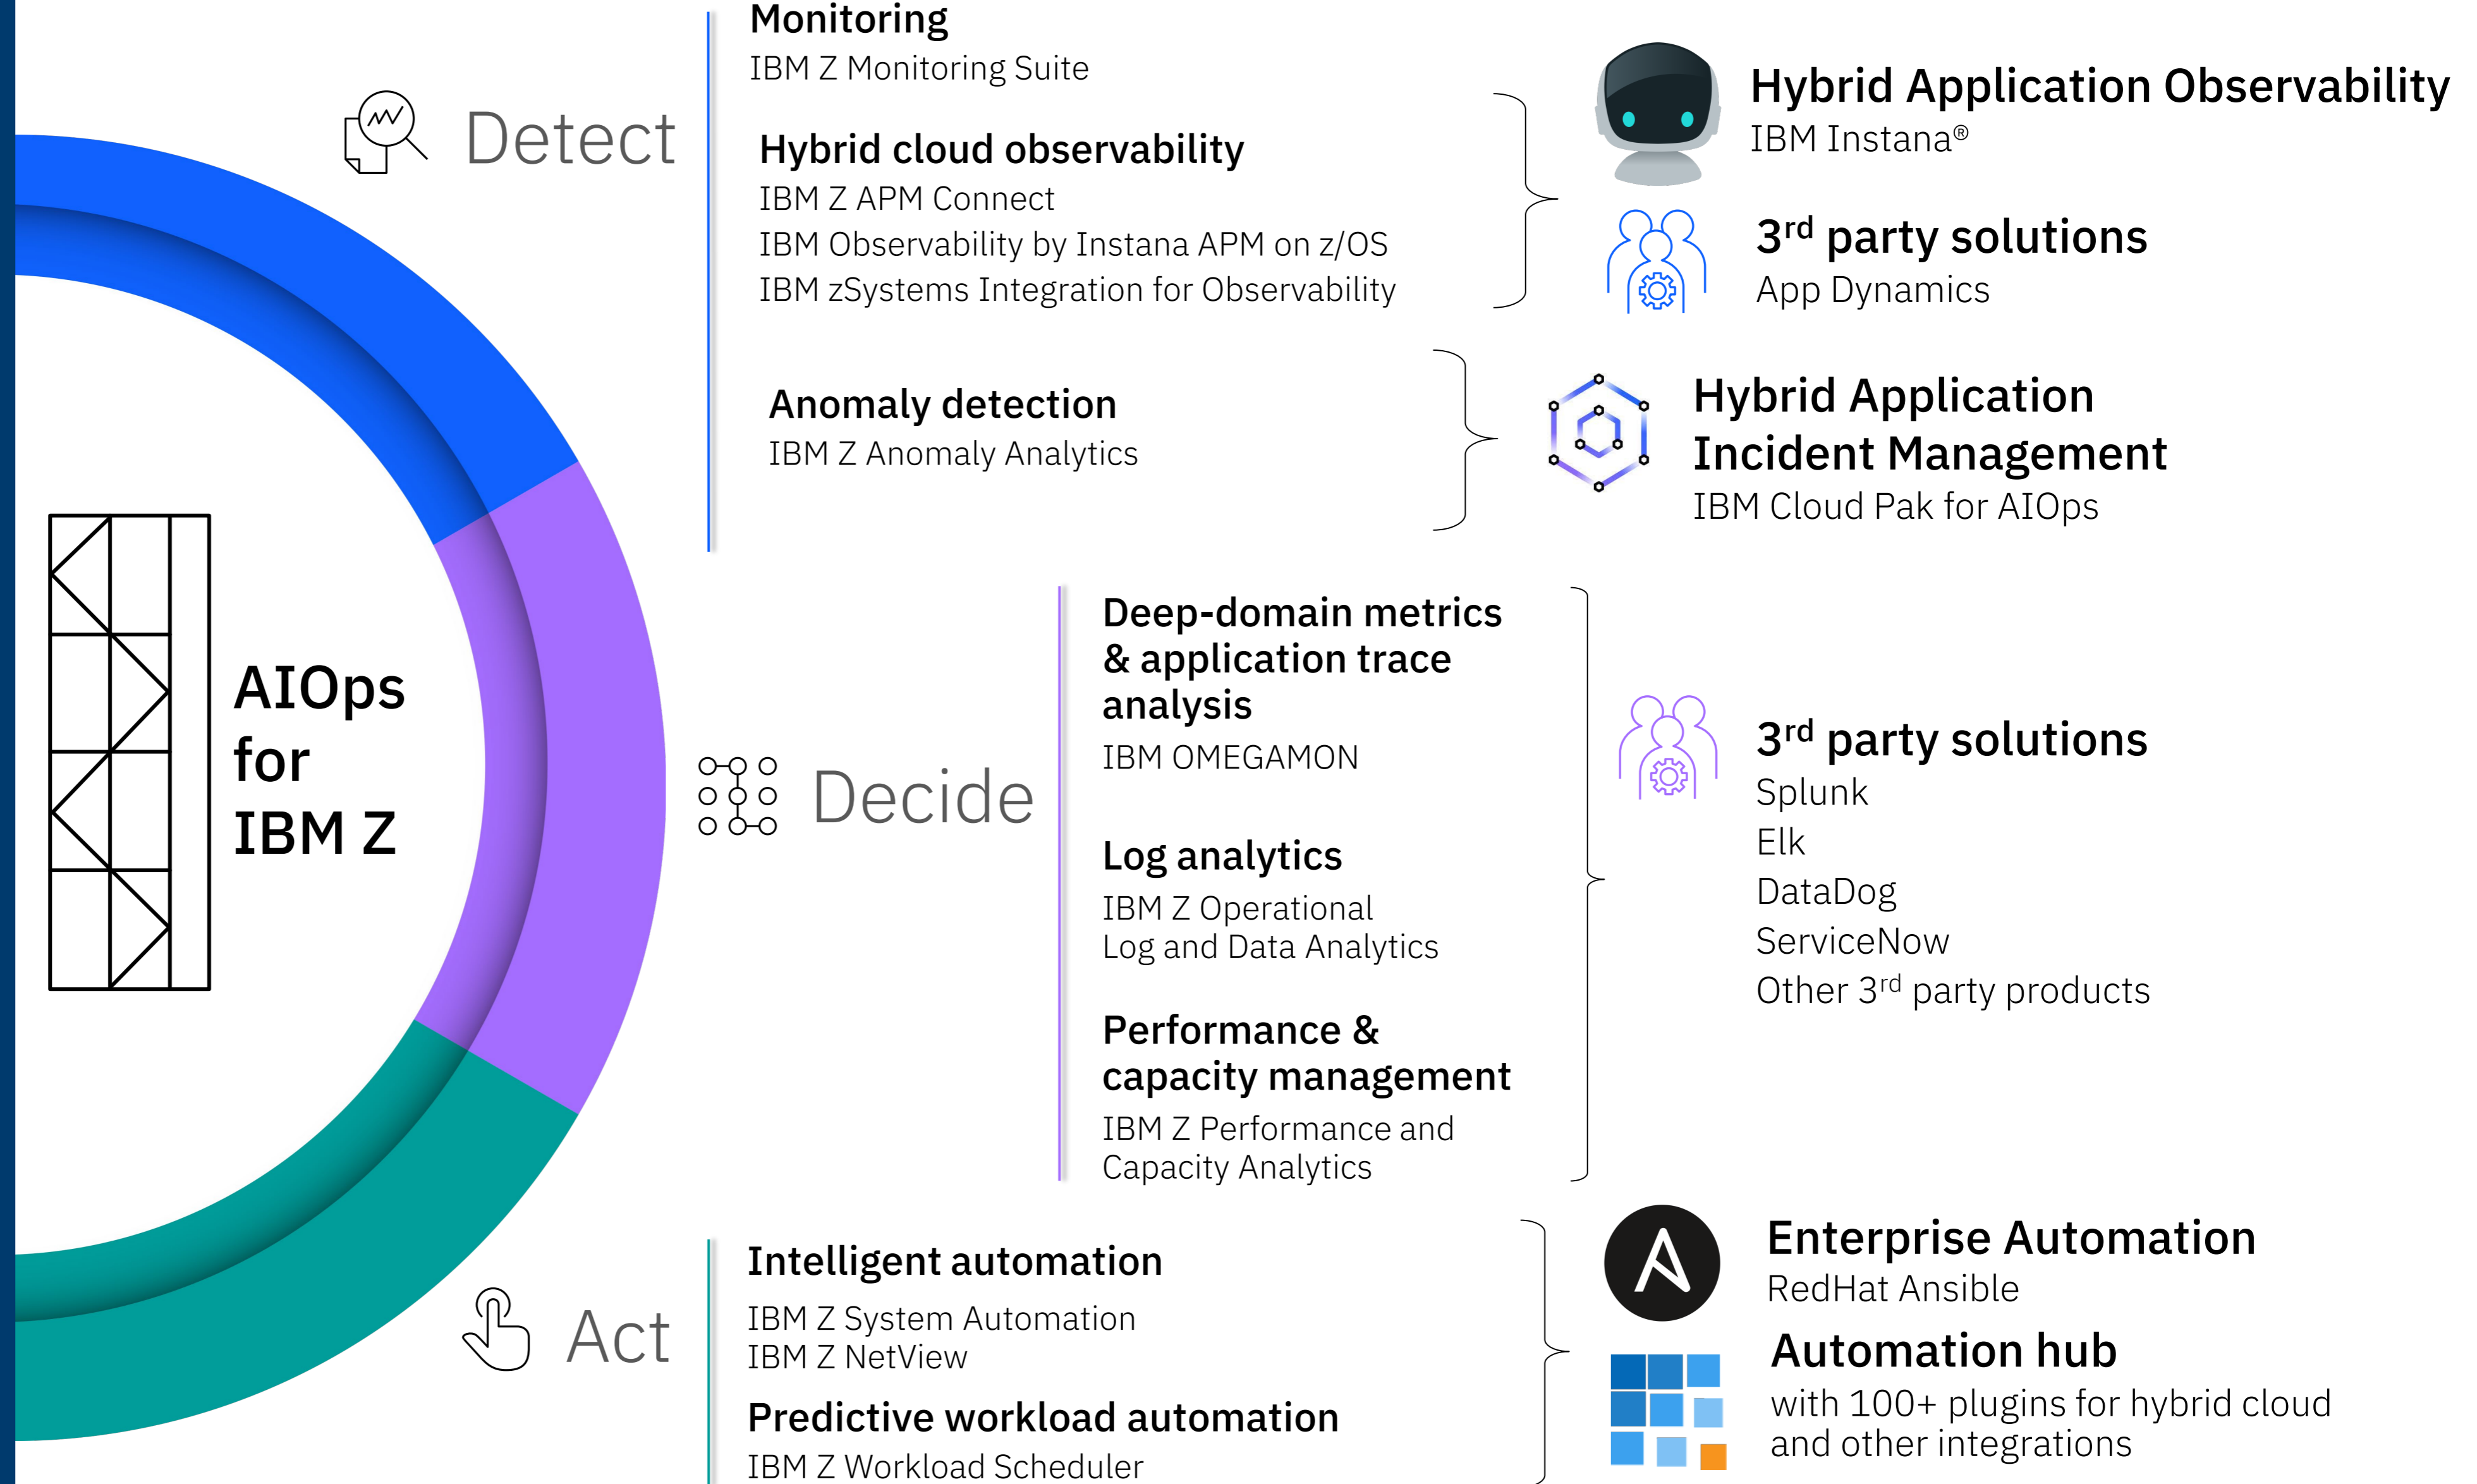 AIOps
for
IBM Z
Detect
Monitoring
IBM Z Monitoring Suite
Hybrid cloud observability
IBM Z APM Connect
IBM Observability by Instana APM on z/OS
IBM zSystems Integration for Observability
Hybrid Application Observability
IBM Instana®
3rd party solutions
App Dynamics
Anomaly detection
IBM Z Anomaly Analytics
Hybrid Application
Incident Management
IBM Cloud Pak for AIOps
Decide
Deep-domain metrics
& application trace
analysis
IBM OMEGAMON
Log analytics
IBM Z Operational
Log and Data Analytics
Performance &
capacity management
IBM Z Performance and
Capacity Analytics
3rd party solutions
Splunk
Elk
DataDog
ServiceNow
Other 3rd party products
Act
Intelligent automation
IBM Z System Automation
IBM Z NetView
Predictive workload automation
IBM Z Workload Scheduler
Enterprise Automation
RedHat Ansible
Automation hub
with 100+ plugins for hybrid cloud
and other integrations